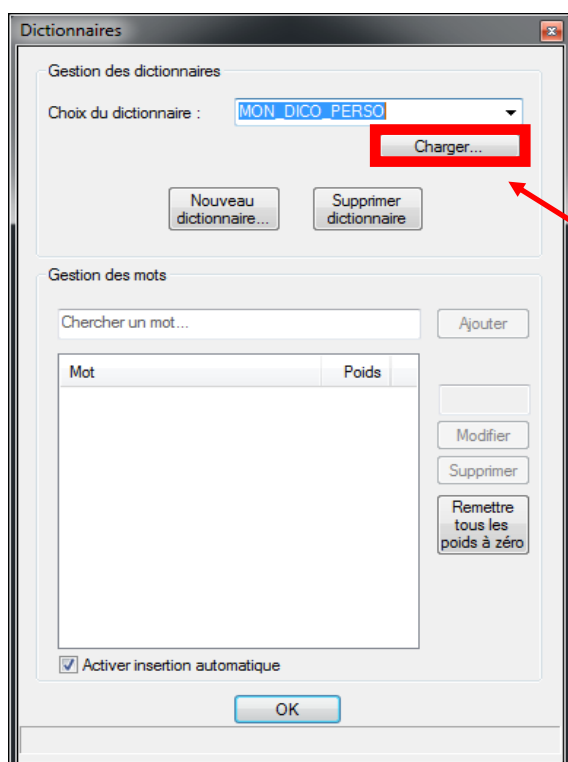 Dictionnaires
Gestion des dictionnaires
Choix du dictionnaire :
MON_DICO_PERSO
Charger...
Nouveau
dictionnaire...
Supprimer
dictionnaire
Gestion des mots
Chercher un mot...
Ajouter
Mot
Poids
Modifier
Supprimer
Remettre
tous les
poids à zéro
Activer insertion automatique
OK